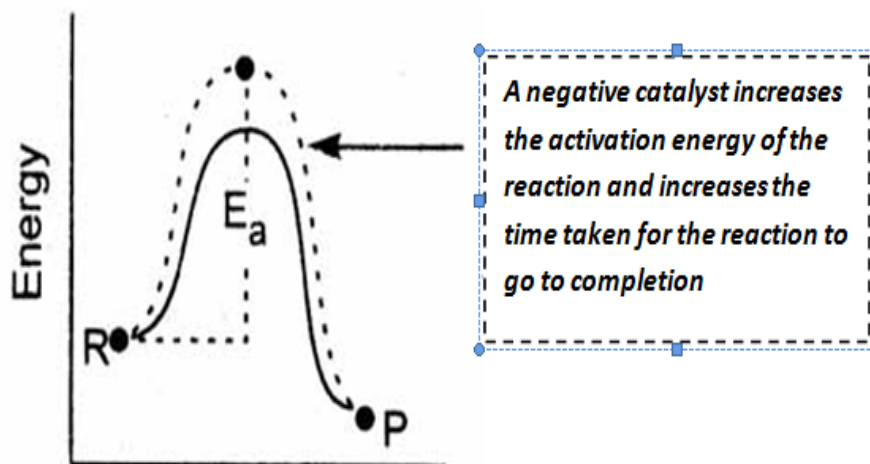 A negative catalyst increases
the activation energy of the
reaction and increases the
time taken for the reaction to
go to completion
Energy
Ea
R
P